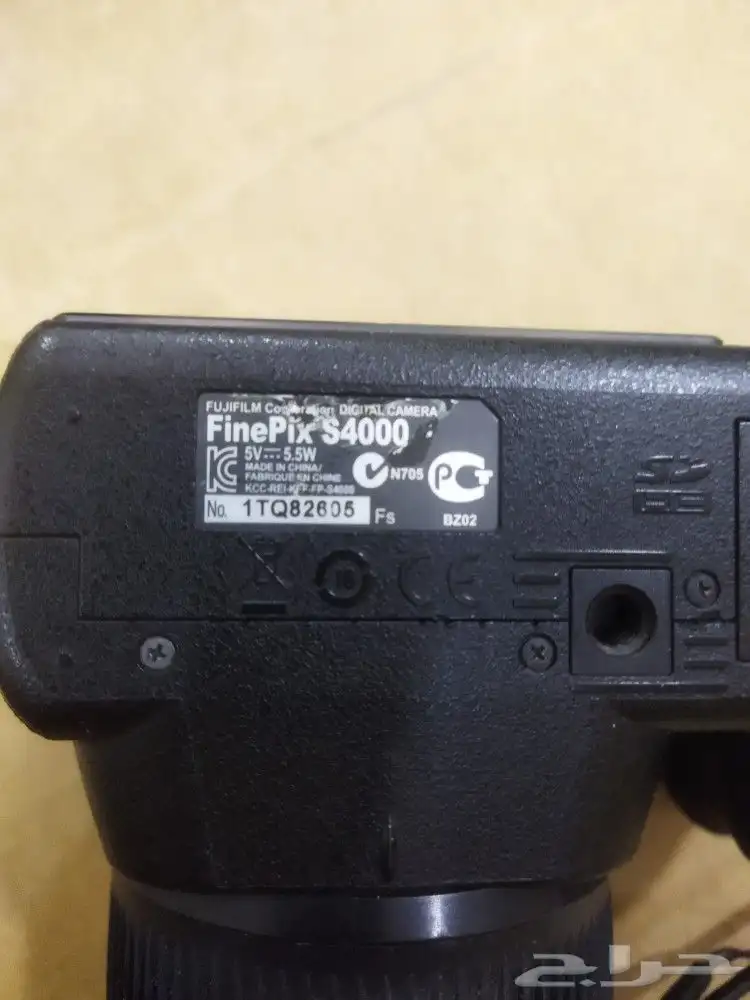 FUJIFILM Corporation DIGITAL CAMERA
FinePix S4000
5V⎓5.5W
MADE IN CHINA/
FABRIQUE EN CHINE
KCC-REI-KFF-FP-S4000
N705
No. 1TQ82605 Fs
BZ02
CE
SD
HC
حراج